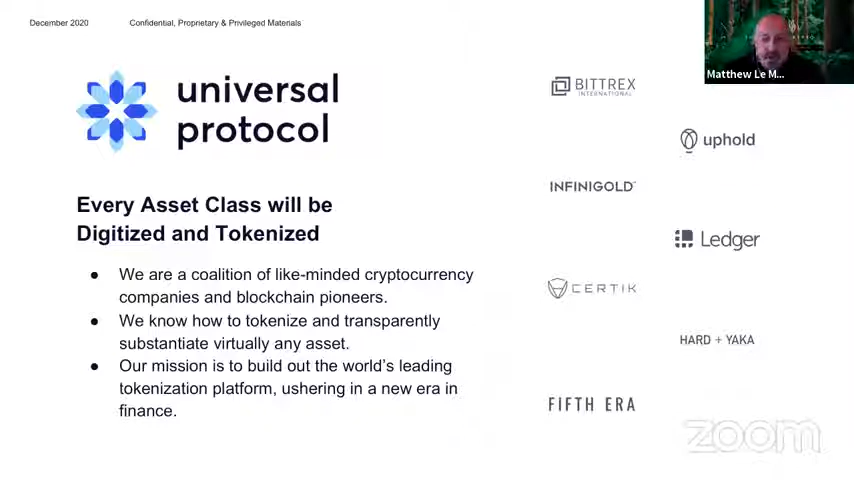 December 2020
Confidential, Proprietary & Privileged Materials
universal
protocol
Every Asset Class will be
Digitized and Tokenized
● We are a coalition of like-minded cryptocurrency
companies and blockchain pioneers.
● We know how to tokenize and transparently
substantiate virtually any asset.
● Our mission is to build out the world's leading
tokenization platform, ushering in a new era in
finance.
BITTREX
INTERNATIONAL
uphold
INFINIGOLD
Ledger
CERTIK
HARD + YAKA
FIFTH ERA
Matthew Le M...
zoom